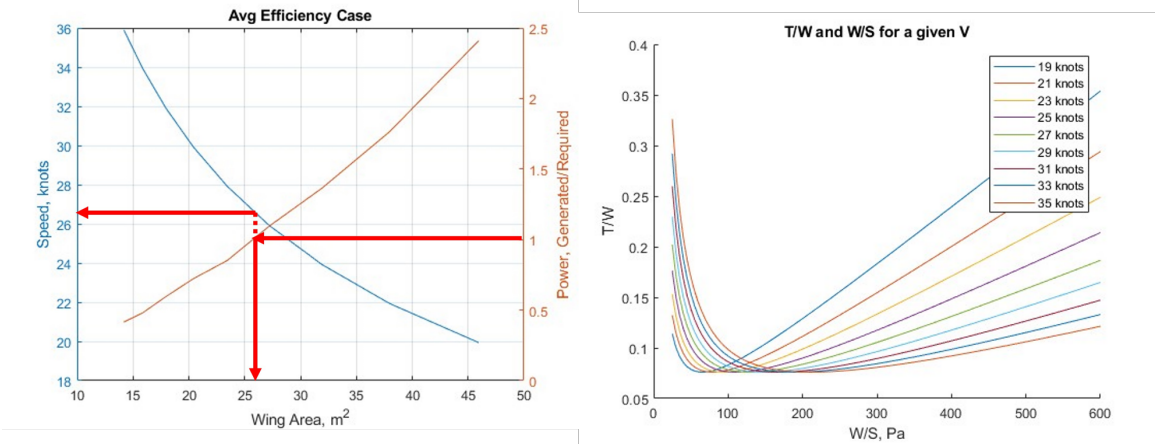 Avg Efficiency Case
36
34
32
30
28
26
24
22
20
18
Speed, knots
2.5
2
1.5
1
0.5
0
Power, Generated/Required
10 15 20 25 30 35 40 45 50
Wing Area, m²
T/W and W/S for a given V
0.4
0.35
0.3
0.25
0.2
0.15
0.1
0.05
T/W
19 knots
21 knots
23 knots
25 knots
27 knots
29 knots
31 knots
33 knots
35 knots
0 100 200 300 400 500 600
W/S, Pa